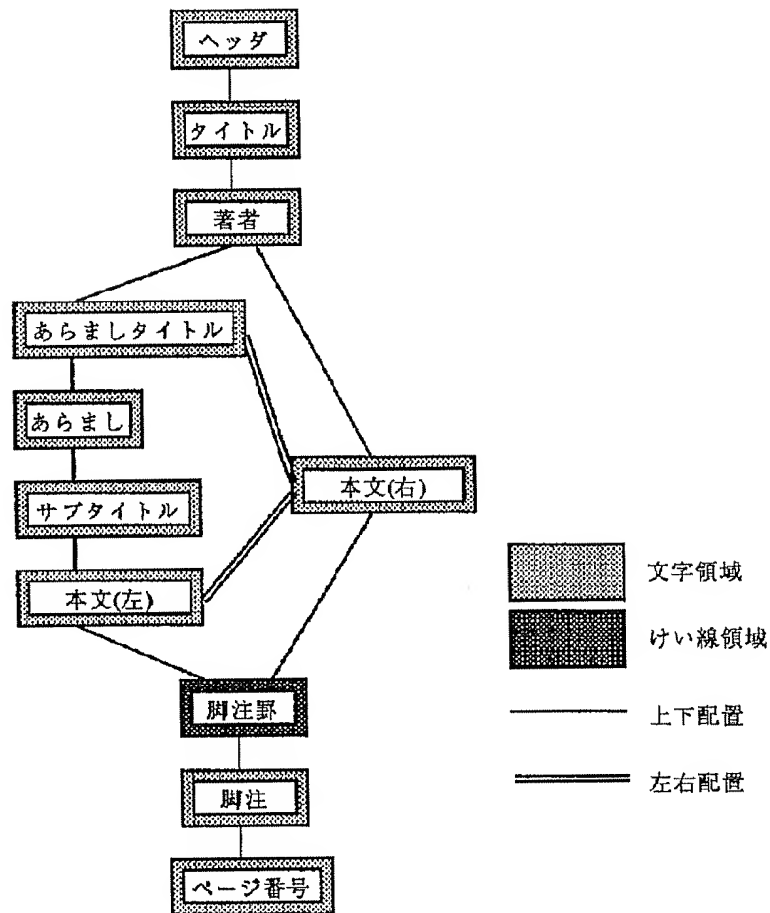 ヘッダ
タイトル
著者
あらましタイトル
あらまし
本文(右)
サブタイトル
本文(左)
脚注罫
脚注
ページ番号
文字領域
けい線領域
上下配置
左右配置